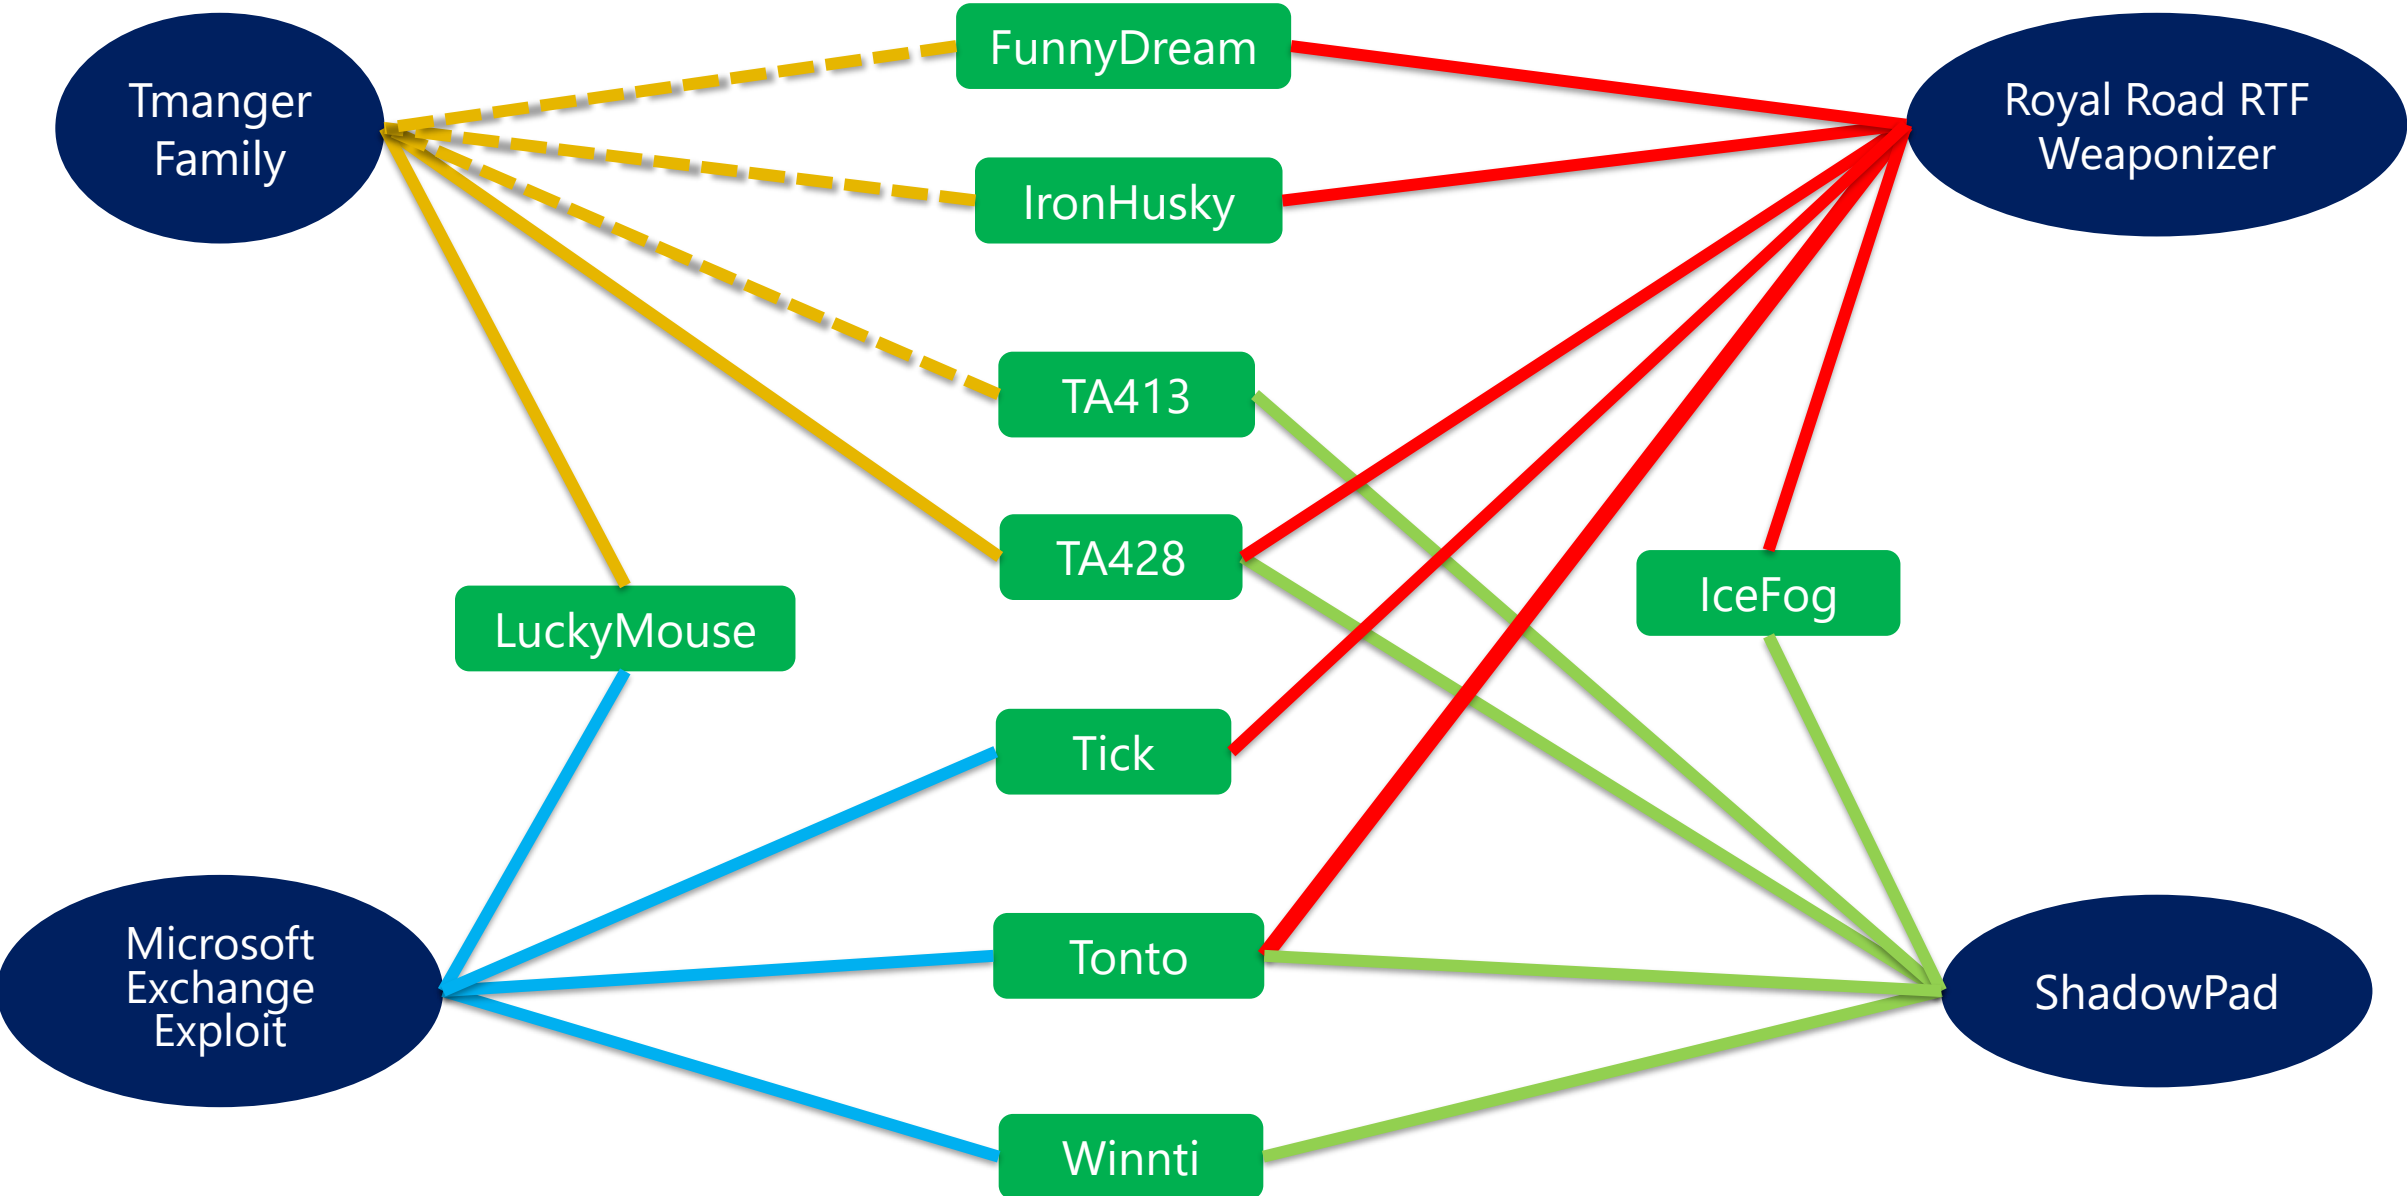 FunnyDream
Tmanger
Family
Royal Road RTF
Weaponizer
IronHusky
TA413
TA428
IceFog
LuckyMouse
Tick
Microsoft
Exchange
Exploit
Tonto
ShadowPad
Winnti